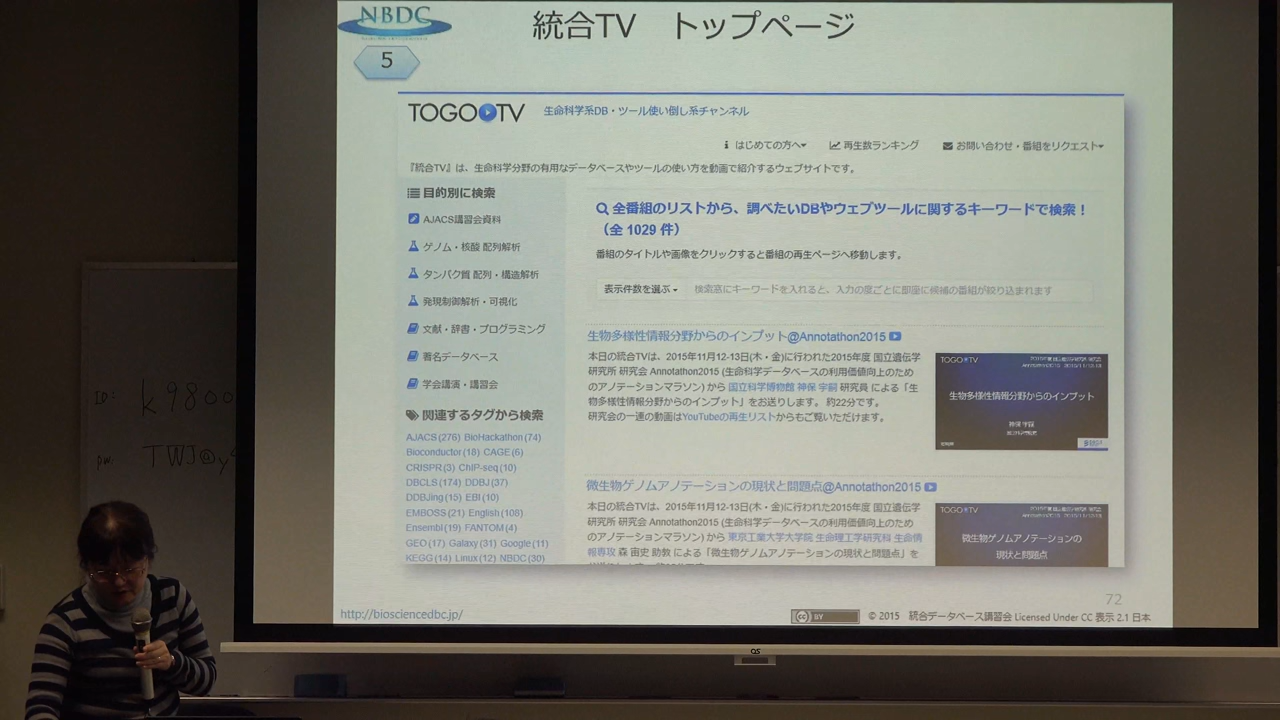 NBDC
統合TV トップページ
5
TOGOTV 生命科学系DB・ツール使い倒し系チャンネル
はじめての方へ 再生数ランキング お問い合わせ・番組をリクエスト
『統合TV』は、生命科学分野の有用なデータベースやツールの使い方を動画で紹介するウェブサイトです。
目的別に検索
AJACS講習会資料
ゲノム・核酸 配列解析
タンパク質 配列・構造解析
発現制御解析・可視化
文献・辞書・プログラミング
著名データベース
学会講演・講習会
関連するタグから検索
AJACS (276) BioHackathon (74)
Bioconductor (18) CAGE (6)
CRISPR (3) ChIP-seq (10)
DBCLS (174) DDBJ (37)
DDBJing (15) EBI (10)
EMBOSS (21) English (108)
Ensembl (19) FANTOM (4)
GEO (17) Galaxy (31) Google (11)
KEGG (14) Linux (12) NBDC (30)
全番組のリストから、調べたいDBやウェブツールに関するキーワードで検索！
（全 1029 件）
番組のタイトルや画像をクリックすると番組の再生ページへ移動します。
表示件数を選ぶ 検索窓にキーワードを入れると、入力の度ごとに即座に候補の番組が絞り込まれます
生物多様性情報分野からのインプット@Annotathon2015
本日の統合TVは、2015年11月12-13日(木・金)に行われた2015年度 国立遺伝学
研究所 研究会 Annotathon2015 (生命科学データベースの利用価値向上のため
のアノテーションマラソン) から 国立科学博物館 神保 宇嗣 研究員 による「生
物多様性情報分野からのインプット」をお送りします。 約22分です。
研究会の一連の動画はYouTubeの再生リストからもご覧いただけます。
TOGOTV
生物多様性情報分野からのインプット
神保 宇嗣
微生物ゲノムアノテーションの現状と問題点@Annotathon2015
本日の統合TVは、2015年11月12-13日(木・金)に行われた2015年度 国立遺伝学
研究所 研究会 Annotathon2015 (生命科学データベースの利用価値向上のため
のアノテーションマラソン) から 東京工業大学大学院 生命理工学研究科 生命情
報専攻 森 宙史 助教 による「微生物ゲノムアノテーションの現状と問題点」を
TOGOTV
微生物ゲノムアノテーションの
現状と問題点
72
http://biosciencedbc.jp/
cc BY © 2015 統合データベース講習会 Licensed Under CC 表示 2.1 日本
ID: k9800
pw: TWJ@y